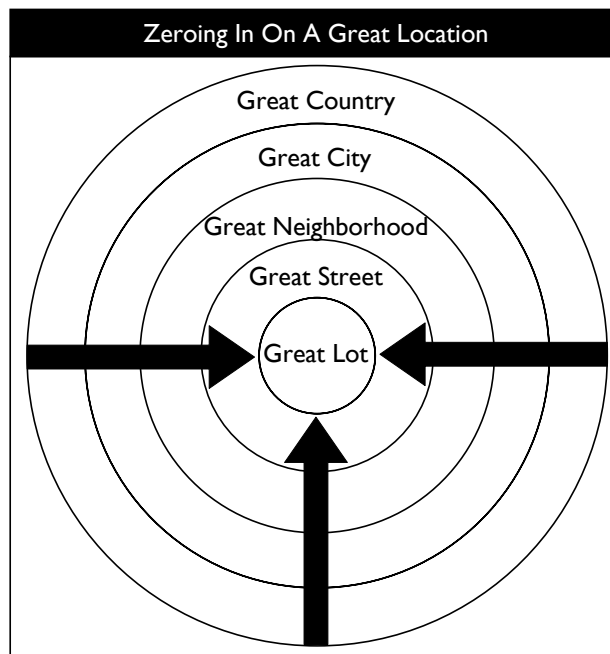 Zeroing In On A Great Location
Great Country
Great City
Great Neighborhood
Great Street
Great Lot